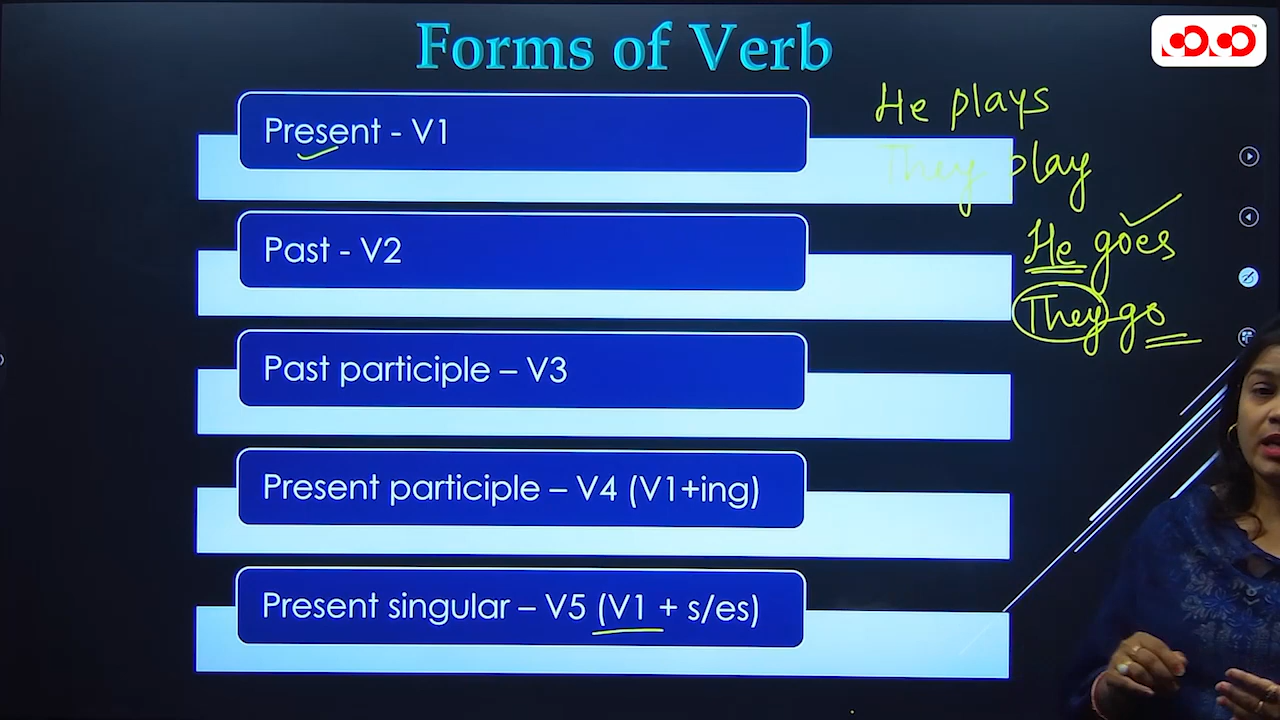 Forms of Verb
He plays
Present - V1
They play
He goes
Past - V2
They go
Past participle – V3
Present participle – V4 (V1+ing)
Present singular – V5 (V1 + s/es)